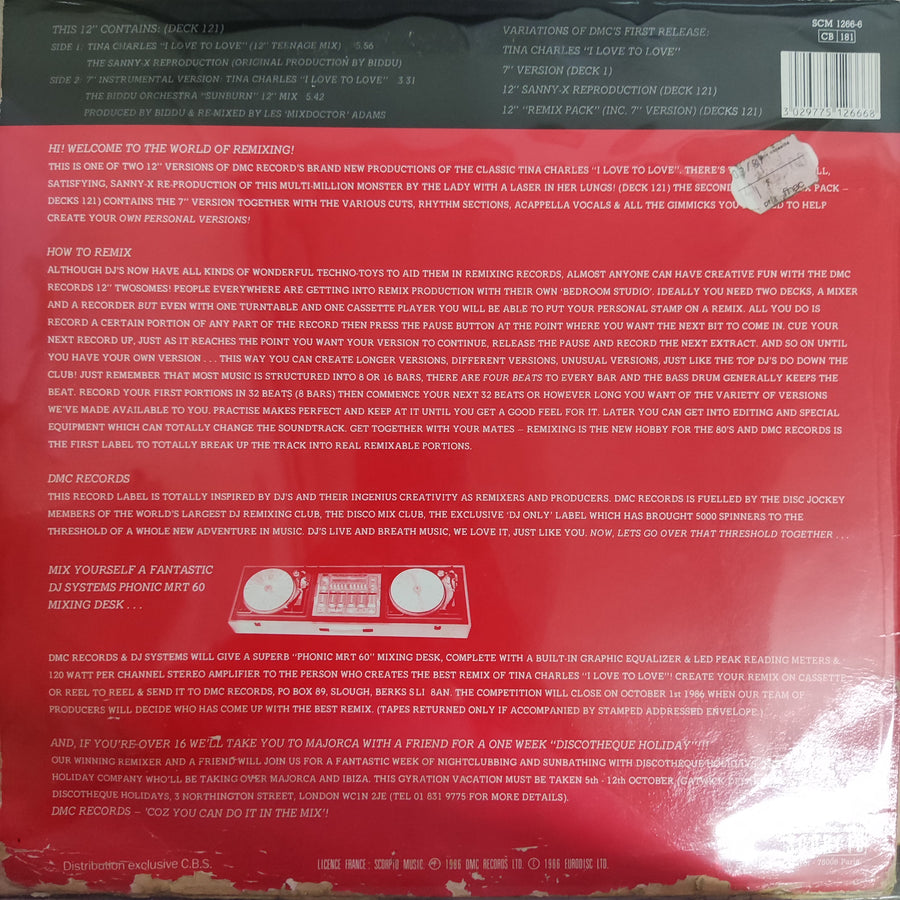 THIS 12" CONTAINS: (DECK 121)
SIDE 1: TINA CHARLES "I LOVE TO LOVE" (12" TEENAGE MIX) 5.56
THE SANNY-X REPRODUCTION (ORIGINAL PRODUCTION BY BIDDU)
SIDE 2: 7" INSTRUMENTAL VERSION: TINA CHARLES "I LOVE TO LOVE" 3 31
THE BIDDU ORCHESTRA "SUNBURN" 12" MIX 5.42
PRODUCED BY BIDDU & RE-MIXED BY LES 'MIXDOCTOR' ADAMS
VARIATIONS OF DMC'S FIRST RELEASE:
TINA CHARLES "I LOVE TO LOVE"
7" VERSION (DECK 1)
12" SANNY-X REPRODUCTION (DECK 121)
12" "REMIX PACK" (INC. 7" VERSION) (DECKS 121)
SCM 1266-6
CB 181
3 029775 126668
HI! WELCOME TO THE WORLD OF REMIXING!
THIS IS ONE OF TWO 12" VERSIONS OF DMC RECORD'S BRAND NEW PRODUCTIONS OF THE CLASSIC TINA CHARLES "I LOVE TO LOVE". THERE'S
SATISFYING, SANNY-X RE-PRODUCTION OF THIS MULTI-MILLION MONSTER BY THE LADY WITH A LASER IN HER LUNGS! (DECK 121) THE SECOND PACK –
DECKS 121) CONTAINS THE 7" VERSION TOGETHER WITH THE VARIOUS CUTS, RHYTHM SECTIONS, ACAPPELLA VOCALS & ALL THE GIMMICKS YOU TO HELP
CREATE YOUR OWN PERSONAL VERSIONS!
HOW TO REMIX
ALTHOUGH DJ'S NOW HAVE ALL KINDS OF WONDERFUL TECHNO-TOYS TO AID THEM IN REMIXING RECORDS, ALMOST ANYONE CAN HAVE CREATIVE FUN WITH THE DMC
RECORDS 12" TWOSOMES! PEOPLE EVERYWHERE ARE GETTING INTO REMIX PRODUCTION WITH THEIR OWN 'BEDROOM STUDIO'. IDEALLY YOU NEED TWO DECKS, A MIXER
AND A RECORDER BUT EVEN WITH ONE TURNTABLE AND ONE CASSETTE PLAYER YOU WILL BE ABLE TO PUT YOUR PERSONAL STAMP ON A REMIX. ALL YOU DO IS
RECORD A CERTAIN PORTION OF ANY PART OF THE RECORD THEN PRESS THE PAUSE BUTTON AT THE POINT WHERE YOU WANT THE NEXT BIT TO COME IN. CUE YOUR
NEXT RECORD UP, JUST AS IT REACHES THE POINT YOU WANT YOUR VERSION TO CONTINUE, RELEASE THE PAUSE AND RECORD THE NEXT EXTRACT. AND SO ON UNTIL
YOU HAVE YOUR OWN VERSION . . . THIS WAY YOU CAN CREATE LONGER VERSIONS, DIFFERENT VERSIONS, UNUSUAL VERSIONS, JUST LIKE THE TOP DJ'S DO DOWN THE
CLUB! JUST REMEMBER THAT MOST MUSIC IS STRUCTURED INTO 8 OR 16 BARS, THERE ARE FOUR BEATS TO EVERY BAR AND THE BASS DRUM GENERALLY KEEPS THE
BEAT. RECORD YOUR FIRST PORTIONS IN 32 BEATS (8 BARS) THEN COMMENCE YOUR NEXT 32 BEATS OR HOWEVER LONG YOU WANT OF THE VARIETY OF VERSIONS
WE'VE MADE AVAILABLE TO YOU. PRACTISE MAKES PERFECT AND KEEP AT IT UNTIL YOU GET A GOOD FEEL FOR IT. LATER YOU CAN GET INTO EDITING AND SPECIAL
EQUIPMENT WHICH CAN TOTALLY CHANGE THE SOUNDTRACK. GET TOGETHER WITH YOUR MATES – REMIXING IS THE NEW HOBBY FOR THE 80'S AND DMC RECORDS IS
THE FIRST LABEL TO TOTALLY BREAK UP THE TRACK INTO REAL REMIXABLE PORTIONS.
DMC RECORDS
THIS RECORD LABEL IS TOTALLY INSPIRED BY DJ'S AND THEIR INGENIUS CREATIVITY AS REMIXERS AND PRODUCERS. DMC RECORDS IS FUELLED BY THE DISC JOCKEY
MEMBERS OF THE WORLD'S LARGEST DJ REMIXING CLUB, THE DISCO MIX CLUB, THE EXCLUSIVE 'DJ ONLY' LABEL WHICH HAS BROUGHT 5000 SPINNERS TO THE
THRESHOLD OF A WHOLE NEW ADVENTURE IN MUSIC. DJ'S LIVE AND BREATH MUSIC, WE LOVE IT, JUST LIKE YOU. NOW, LETS GO OVER THAT THRESHOLD TOGETHER . . .
MIX YOURSELF A FANTASTIC
DJ SYSTEMS PHONIC MRT 60
MIXING DESK . . .
DMC RECORDS & DJ SYSTEMS WILL GIVE A SUPERB "PHONIC MRT 60" MIXING DESK, COMPLETE WITH A BUILT-IN GRAPHIC EQUALIZER & LED PEAK READING METERS &
120 WATT PER CHANNEL STEREO AMPLIFIER TO THE PERSON WHO CREATES THE BEST REMIX OF TINA CHARLES "I LOVE TO LOVE"! CREATE YOUR REMIX ON CASSETTE
OR REEL TO REEL & SEND IT TO DMC RECORDS, PO BOX 89, SLOUGH, BERKS SL1 8AN. THE COMPETITION WILL CLOSE ON OCTOBER 1st 1986 WHEN OUR TEAM OF
PRODUCERS WILL DECIDE WHO HAS COME UP WITH THE BEST REMIX. (TAPES RETURNED ONLY IF ACCOMPANIED BY STAMPED ADDRESSED ENVELOPE.)
AND, IF YOU'RE OVER 16 WE'LL TAKE YOU TO MAJORCA WITH A FRIEND FOR A ONE WEEK "DISCOTHEQUE HOLIDAY"!!!
OUR WINNING REMIXER AND A FRIEND WILL JOIN US FOR A FANTASTIC WEEK OF NIGHTCLUBBING AND SUNBATHING WITH DISCOTHEQUE HOLIDAYS
HOLIDAY COMPANY WHO'LL BE TAKING OVER MAJORCA AND IBIZA. THIS GYRATION VACATION MUST BE TAKEN 5th - 12th OCTOBER (GATWICK
DISCOTHEQUE HOLIDAYS, 3 NORTHINGTON STREET, LONDON WC1N 2JE (TEL 01 831 9775 FOR MORE DETAILS).
DMC RECORDS – 'COZ YOU CAN DO IT IN THE MIX'!
Distribution exclusive C.B.S.
LICENCE FRANCE : SCORPIO MUSIC. Ⓟ 1986 DMC RECORDS LTD. © 1986 EURODISC LTD.
75008 Paris